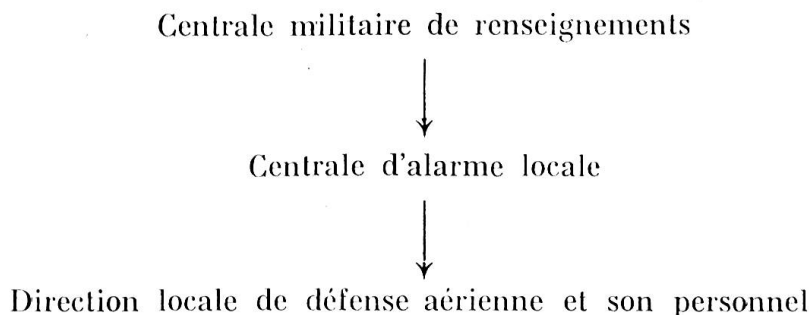 Centrale militaire de renseignements
Centrale d'alarme locale
Direction locale de défense aérienne et son personnel